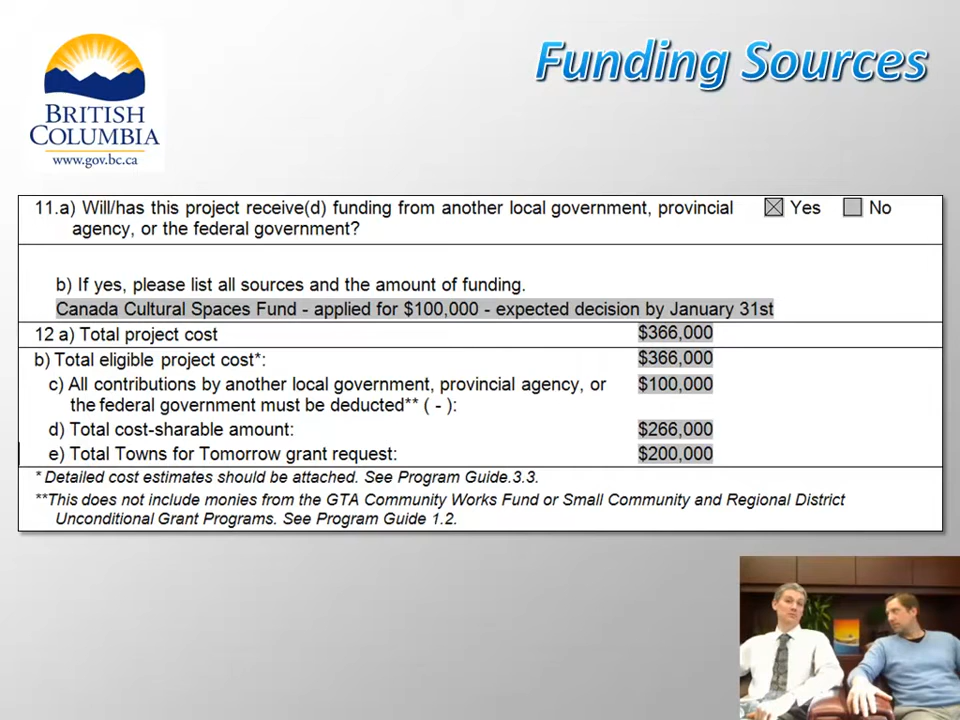 Funding Sources
BRITISH
COLUMBIA
www.gov.bc.ca
11.a) Will/has this project receive(d) funding from another local government, provincial
agency, or the federal government?
Yes
No
b) If yes, please list all sources and the amount of funding.
Canada Cultural Spaces Fund - applied for $100,000 - expected decision by January 31st
12 a) Total project cost $366,000
b) Total eligible project cost*: $366,000
c) All contributions by another local government, provincial agency, or $100,000
the federal government must be deducted** ( - ):
d) Total cost-sharable amount: $266,000
e) Total Towns for Tomorrow grant request: $200,000
* Detailed cost estimates should be attached. See Program Guide.3.3.
**This does not include monies from the GTA Community Works Fund or Small Community and Regional District
Unconditional Grant Programs. See Program Guide 1.2.